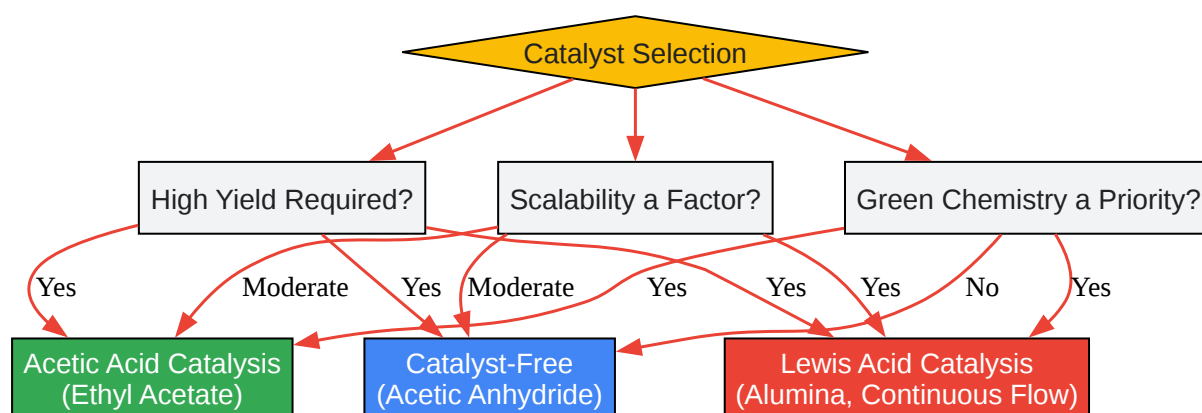 Catalyst Selection
High Yield Required?
Scalability a Factor?
Green Chemistry a Priority?
Yes
Moderate
Yes
Moderate
Yes
Yes
Yes
No
Yes
Acetic Acid Catalysis
(Ethyl Acetate)
Catalyst-Free
(Acetic Anhydride)
Lewis Acid Catalysis
(Alumina, Continuous Flow)